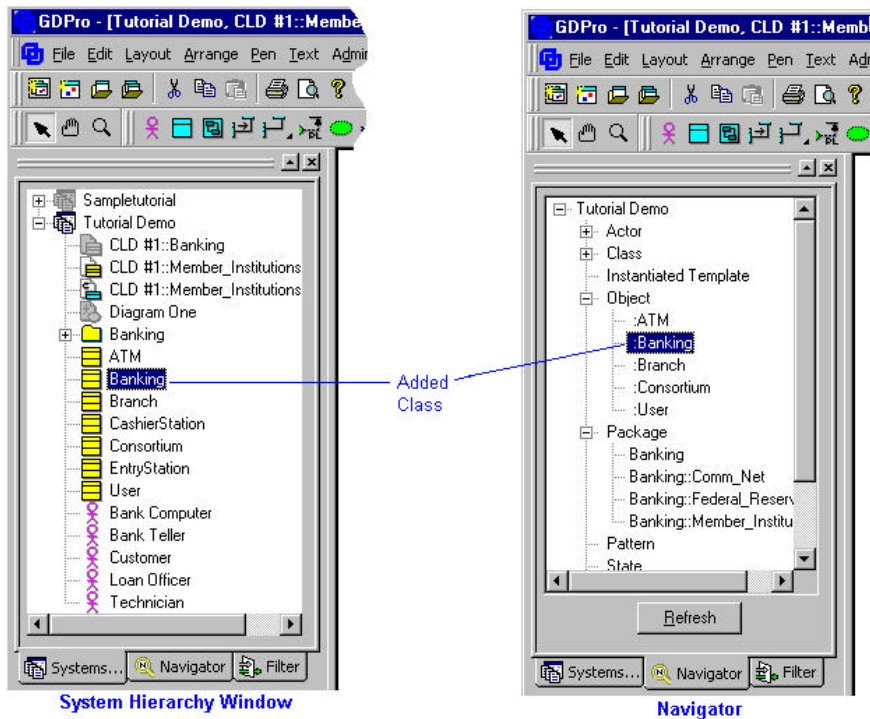 GDPro - [Tutorial Demo, CLD #1::Membe
File Edit Layout Arrange Pen Text Admin
Sampletutorial
Tutorial Demo
CLD #1::Banking
CLD #1::Member_Institutions
CLD #1::Member_Institutions
Diagram One
Banking
ATM
Banking
Branch
CashierStation
Consortium
EntryStation
User
Bank Computer
Bank Teller
Customer
Loan Officer
Technician
Systems... Navigator Filter
System Hierarchy Window
Added
Class
GDPro - [Tutorial Demo, CLD #1::Memb
File Edit Layout Arrange Pen Text Ad
Tutorial Demo
Actor
Class
Instantiated Template
Object
:ATM
:Banking
:Branch
:Consortium
:User
Package
Banking
Banking::Comm_Net
Banking::Federal_Reserv
Banking::Member_Institu
Pattern
State
Refresh
Systems... Navigator Filter
Navigator